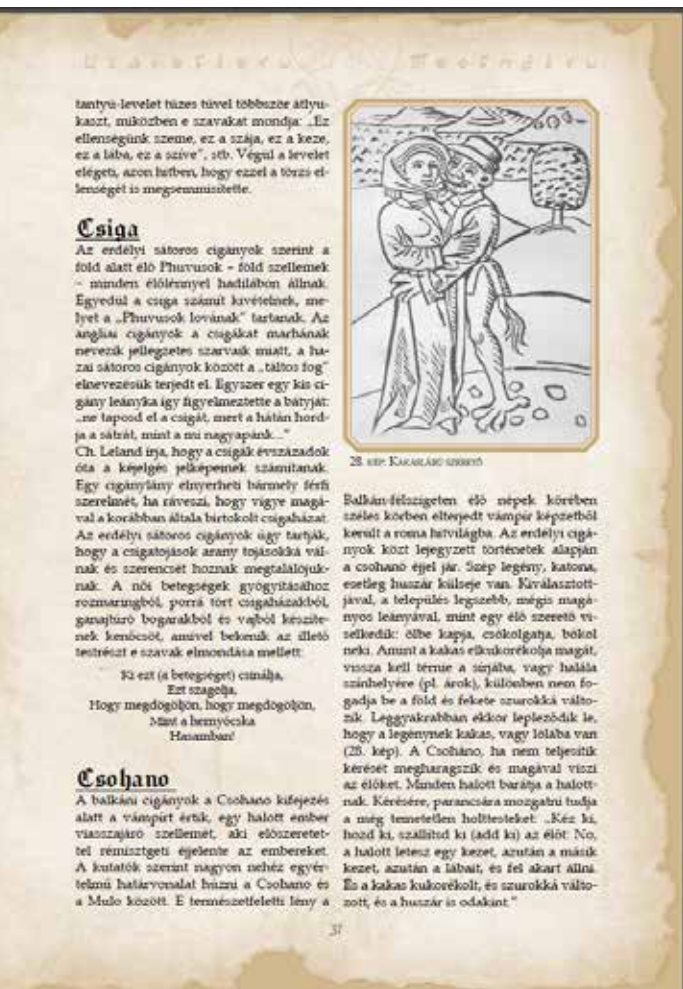 tantyú-levelet tüzes tűvel többször átlyu-
kaszt, miközben e szavakat mondja: „Ez
ellenségünk szeme, ez a szája, ez a keze,
ez a lába, ez a szíve", stb. Végül a levelet
elégeti, azon hitben, hogy ezzel a törzs el-
lenségét is megsemmisítette.
Csiga
Az erdélyi sátoros cigányok szerint a
föld alatt élő Phuvusok – föld szellemek
– minden élőlénnyel hadilábon állnak.
Egyedül a csiga számít kivételnek, me-
lyet a „Phuvusok lovának" tartanak. Az
angliai cigányok a csigákat marhának
nevezik jellegzetes szarvaik miatt, a ha-
zai sátoros cigányok között a „táltos fog"
elnevezésük terjedt el. Egyszer egy kis ci-
gány leányka így figyelmeztette a bátyját:
„ne taposd el a csigát, mert a hátán hord-
ja a sátrát, mint a mi nagyapánk..."
Ch. Leland írja, hogy a csigák évszázadok
óta a kéjelgés jelképeinek számítanak.
Egy cigánylány elnyerheti bármely férfi
szerelmét, ha ráveszi, hogy vigye magá-
val a korábban általa birtokolt csigaházat.
Az erdélyi sátoros cigányok úgy tartják,
hogy a csigatojások arany tojásokká vál-
nak és szerencsét hoznak megtalálójuk-
nak. A női betegségek gyógyításához
rozmaringból, porrá tört csigaházakból,
ganajtúró bogarakból és vajból készíte-
nek kenőcsöt, amivel bekenik az illető
testrészt e szavak elmondása mellett:
Ki ezt (a betegséget) csinálja,
Ezt szagolja,
Hogy megdögöljön, hogy megdögöljön,
Mint a hernyócska
Hasamban!
Csohano
A balkáni cigányok a Csohano kifejezés
alatt a vámpírt értik, egy halott ember
viasszajáró szellemét, aki előszeretet-
tel rémisztgeti éjjelente az embereket.
A kutatók szerint nagyon nehéz egyér-
telmű határvonalat húzni a Csohano és
a Mulo között. E természetfeletti lény a
28. kép: Kakaslábú szerető
Balkán-félszigeten élő népek körében
széles körben elterjedt vámpír képzetből
került a roma hitvilágba. Az erdélyi cigá-
nyok közt lejegyzett történetek alapján
a csohanó éjjel jár. Szép legény, katona,
esetleg huszár külseje van. Kiválasztott-
jával, a település legszebb, mégis magá-
nyos leányával, mint egy élő szerető vi-
selkedik: ölbe kapja, csókolgatja, bókol
neki. Amint a kakas elkukorékolja magát,
vissza kell térnie a sírjába, vagy halála
színhelyére (pl. árok), különben nem fo-
gadja be a föld és fekete szurokká válto-
zik. Leggyakrabban ekkor lepleződik le,
hogy a legénynek kakas, vagy lólába van
(28. kép). A Csohano, ha nem teljesítik
kérését megharagszik és magával viszi
az élőket. Minden halott barátja a halott-
nak. Kérésére, parancsára mozgatni tudja
a még temetetlen holttesteket. „Kéz ki,
hozd ki, szállítsd ki (add ki) az élőt. No,
a halott letesz egy kezet, azután a másik
kezet, azután a lábait, és fel akart állni.
És a kakas kukorékolt, és szurokká válto-
zott, és a huszár is odakint."
37